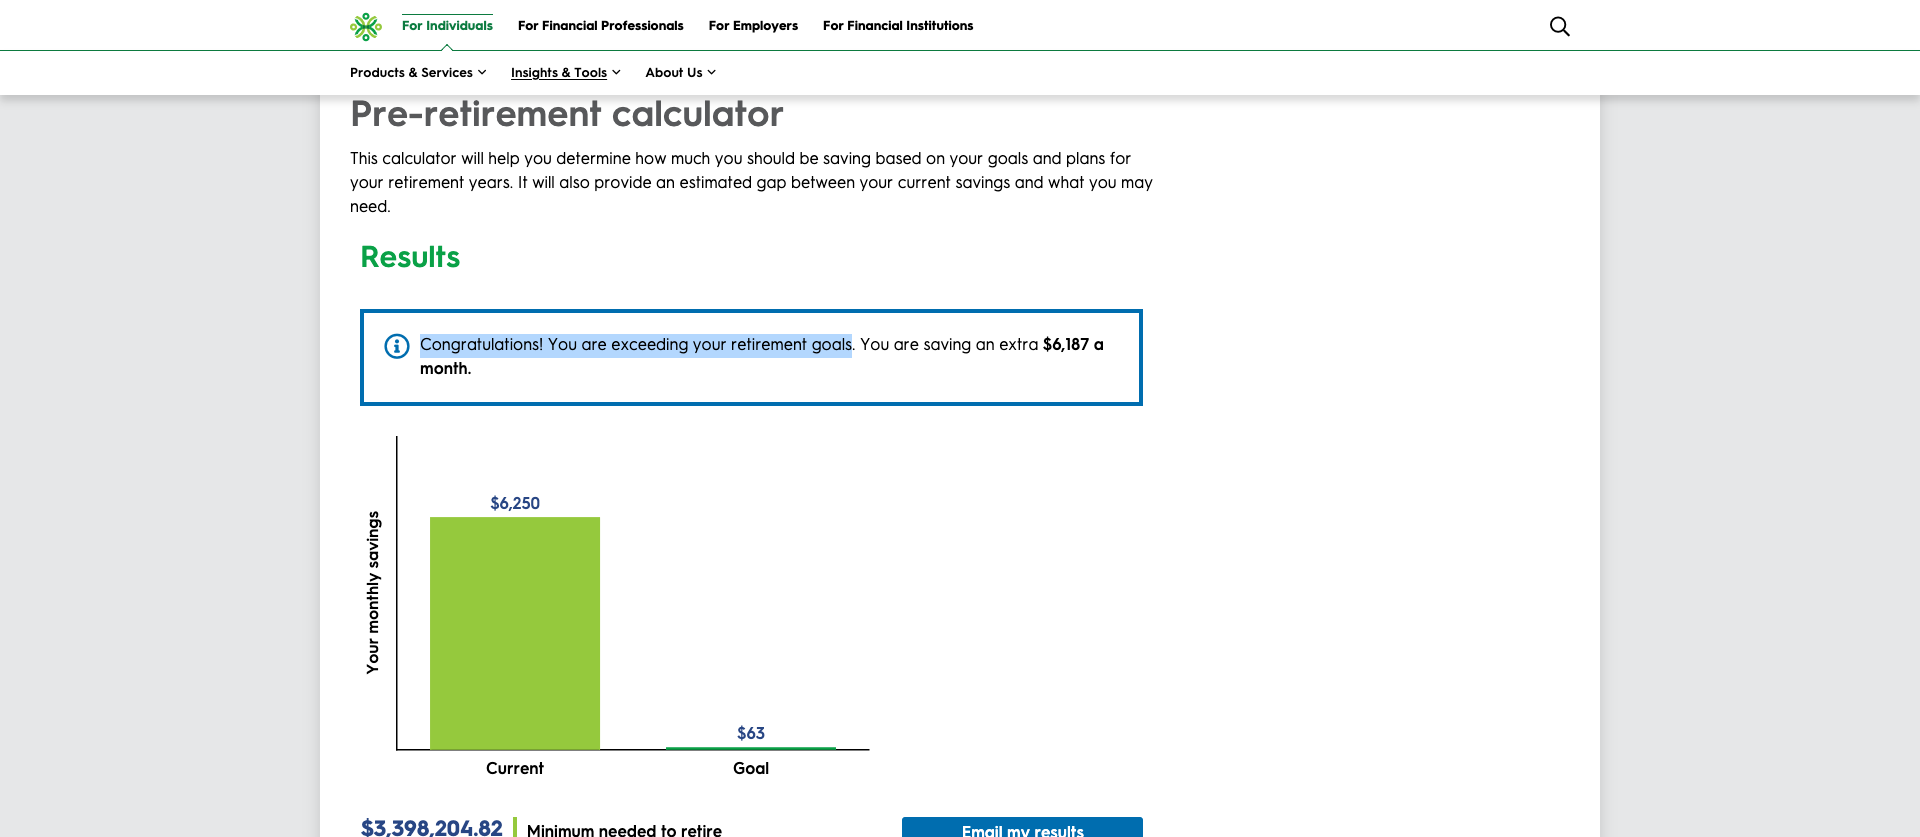 For Individuals For Financial Professionals For Employers For Financial Institutions
Products & Services Insights & Tools About Us
Pre-retirement calculator
This calculator will help you determine how much you should be saving based on your goals and plans for
your retirement years. It will also provide an estimated gap between your current savings and what you may
need.
Results
Congratulations! You are exceeding your retirement goals. You are saving an extra $6,187 a
month.
Your monthly savings
$6,250
$63
Current Goal
$3,398,204.82 Minimum needed to retire Email my results